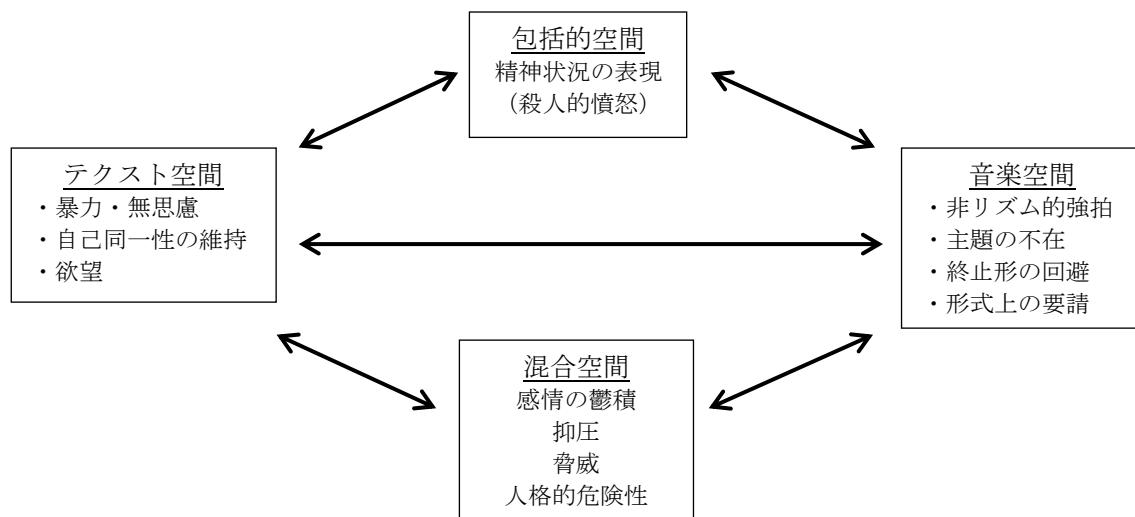 包括的空間
精神状況の表現
（殺人的憤怒）
テクスト空間
・暴力・無思慮
・自己同一性の維持
・欲望
音楽空間
・非リズム的強拍
・主題の不在
・終止形の回避
・形式上の要請
混合空間
感情の鬱積
抑圧
脅威
人格的危険性